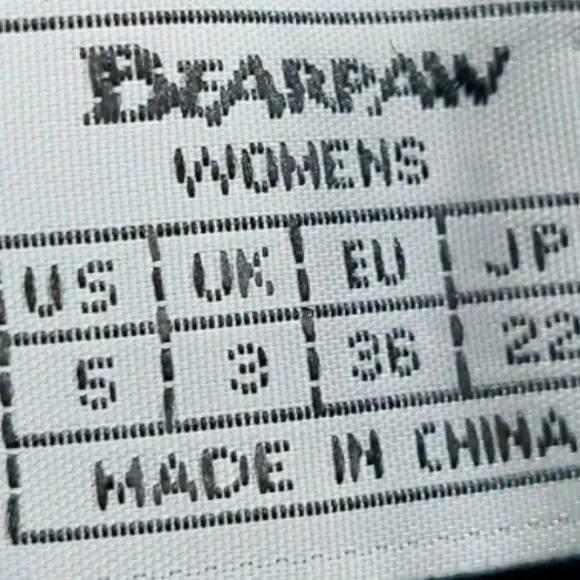 BEARPAW
WOMENS
US UK EU JP
5 3 36 22
MADE IN CHINA